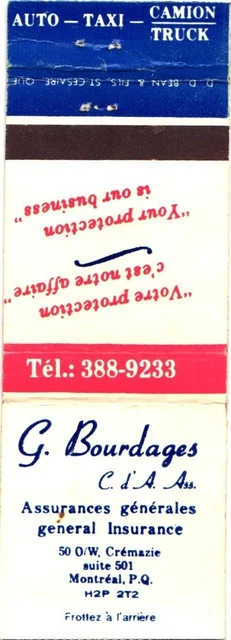 AUTO – TAXI – CAMION
TRUCK
D. D. BEAN & FILS, ST-CESAIRE, QUE.
"Your protection
is our business"
"Votre protection
c'est notre affaire"
Tél.: 388-9233
G. Bourdages
C. d'A. Ass.
Assurances générales
general Insurance
50 O/W, Crémazie
suite 501
Montréal, P.Q.
H2P 2T2
Frottez à l'arrière